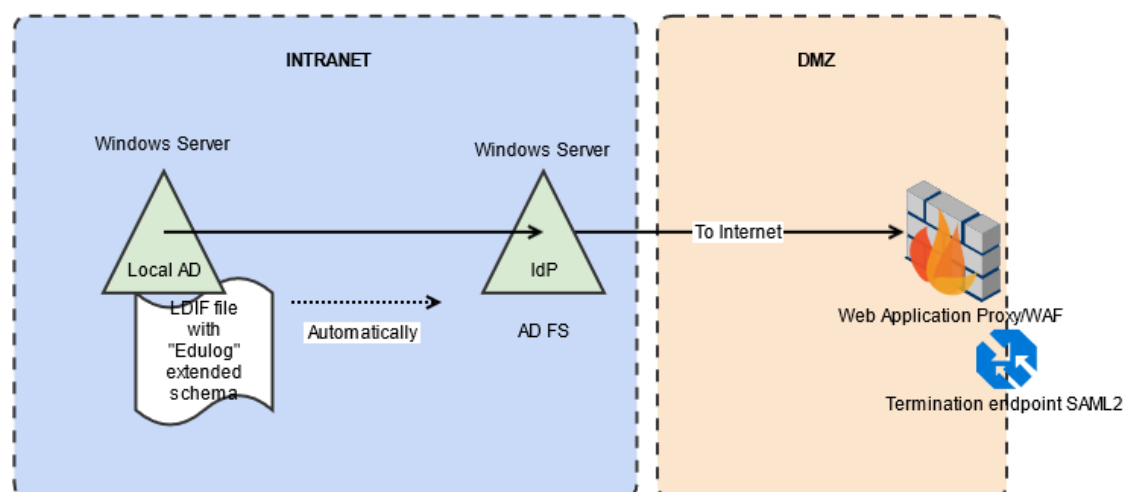 INTRANET
DMZ
Windows Server
Windows Server
To Internet
Local AD
IdP
LDIF file
with
"Edulog"
extended
schema
Automatically
AD FS
Web Application Proxy/WAF
Termination endpoint SAML2